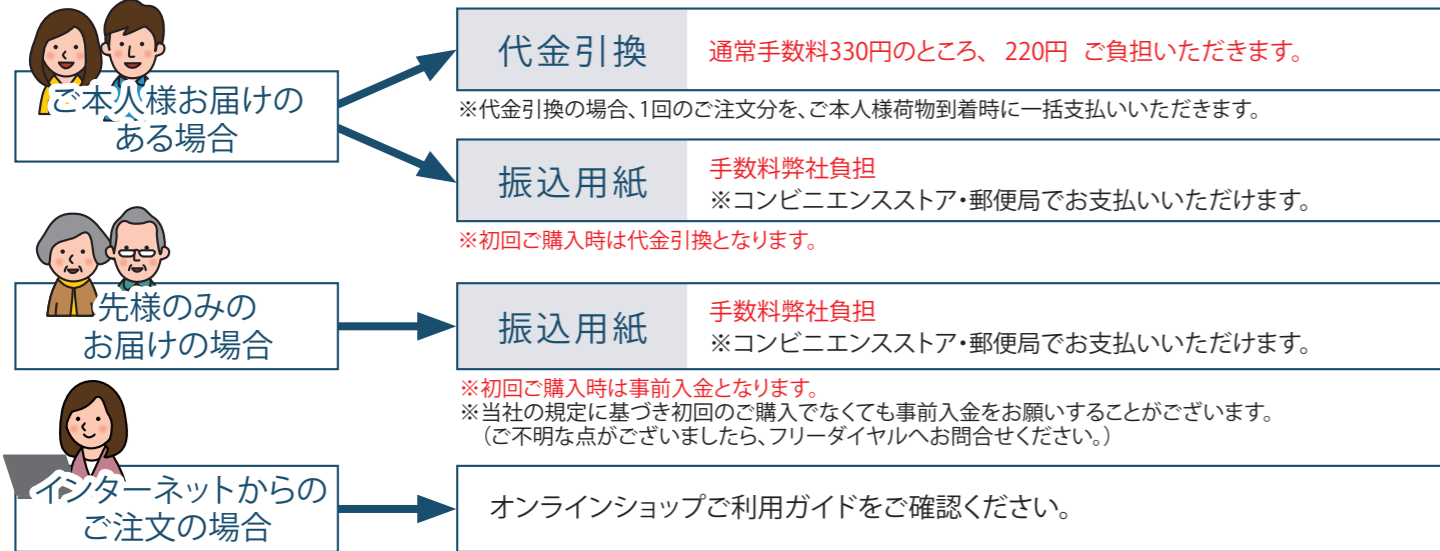 ご本人様お届けの
ある場合
代金引換
通常手数料330円のところ、 220円 ご負担いただきます。
※代金引換の場合、1回のご注文分を、ご本人様荷物到着時に一括支払いいただきます。
振込用紙
手数料弊社負担
※コンビニエンスストア・郵便局でお支払いいただけます。
※初回ご購入時は代金引換となります。
先様のみの
お届けの場合
振込用紙
手数料弊社負担
※コンビニエンスストア・郵便局でお支払いいただけます。
※初回ご購入時は事前入金となります。
※当社の規定に基づき初回のご購入でなくても事前入金をお願いすることがございます。
（ご不明な点がございましたら、フリーダイヤルへお問合せください。）
インターネットからの
ご注文の場合
オンラインショップご利用ガイドをご確認ください。